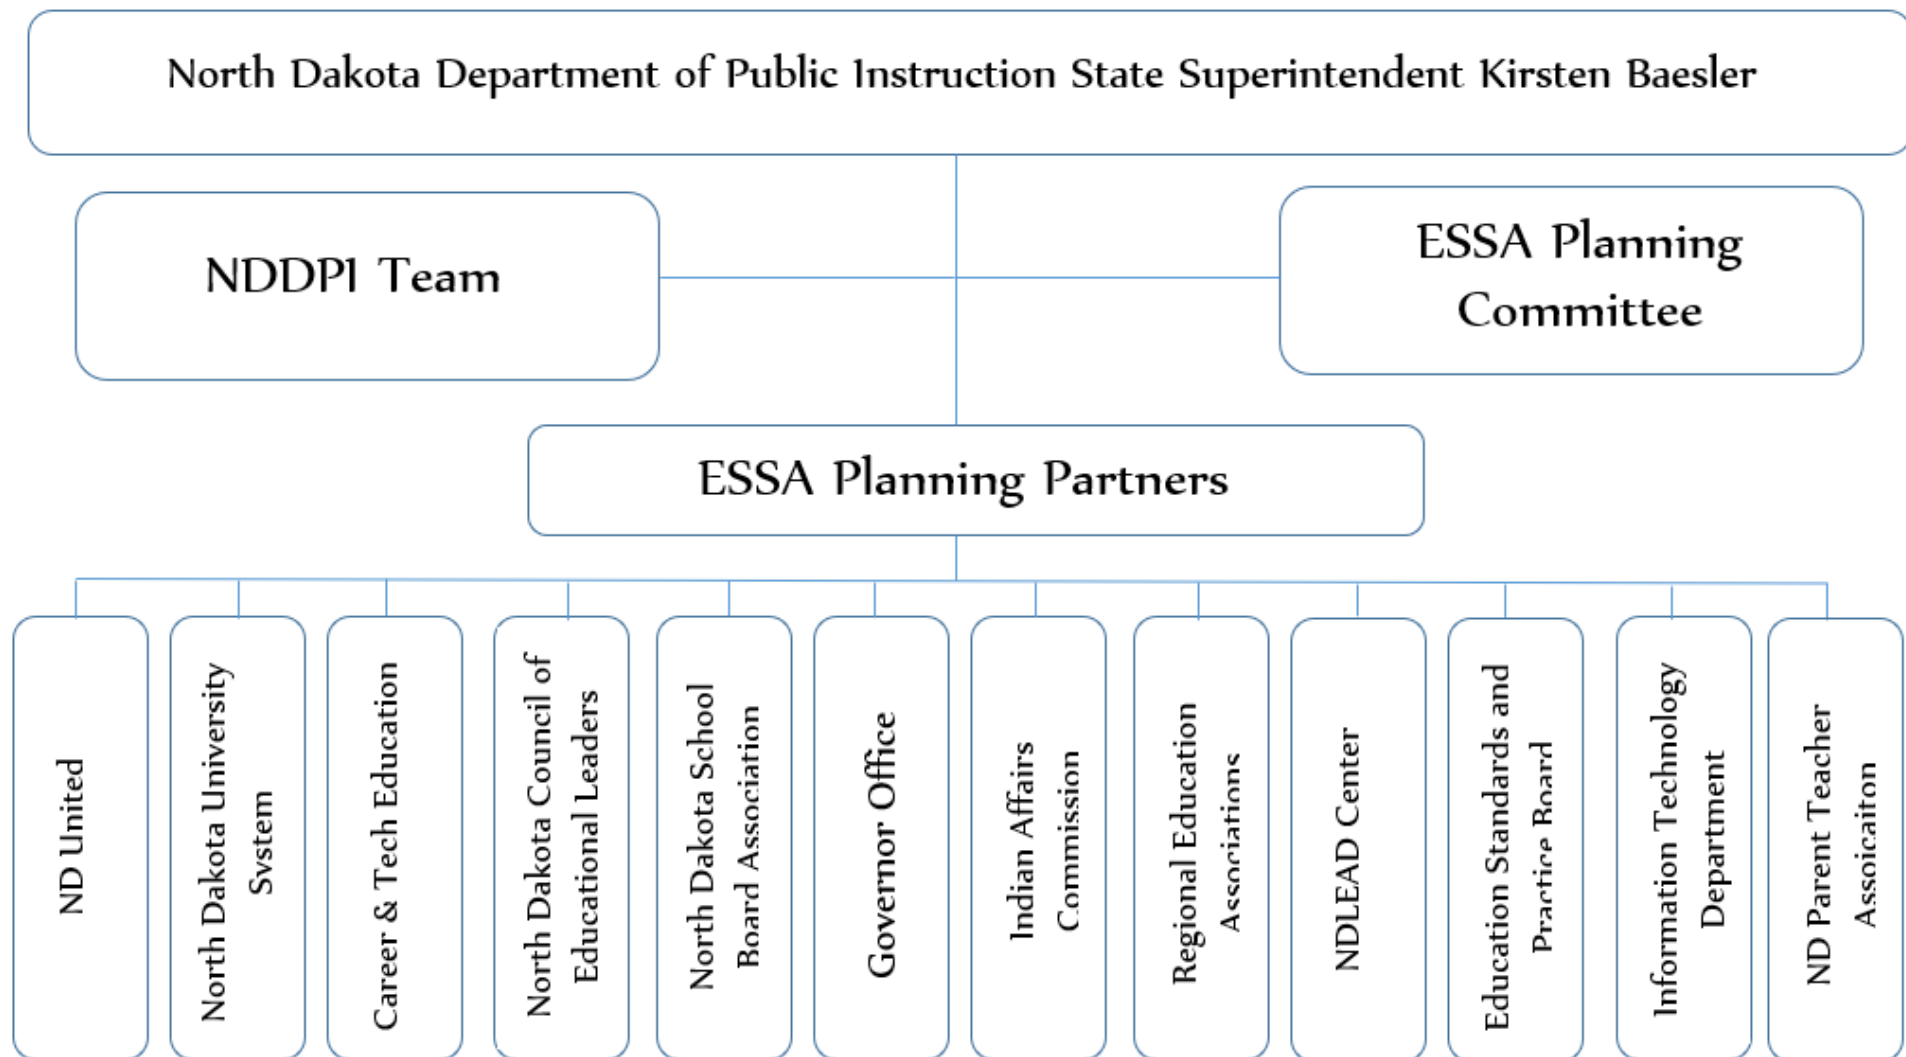 North Dakota Department of Public Instruction State Superintendent Kirsten Baesler
NDDPI Team
ESSA Planning
Committee
ESSA Planning Partners
ND United
North Dakota University
System
Career & Tech Education
North Dakota Council of
Educational Leaders
North Dakota School
Board Association
Governor Office
Indian Affairs
Commission
Regional Education
Associations
NDLEAD Center
Education Standards and
Practice Board
Information Technology
Department
ND Parent Teacher
Assoicaiton